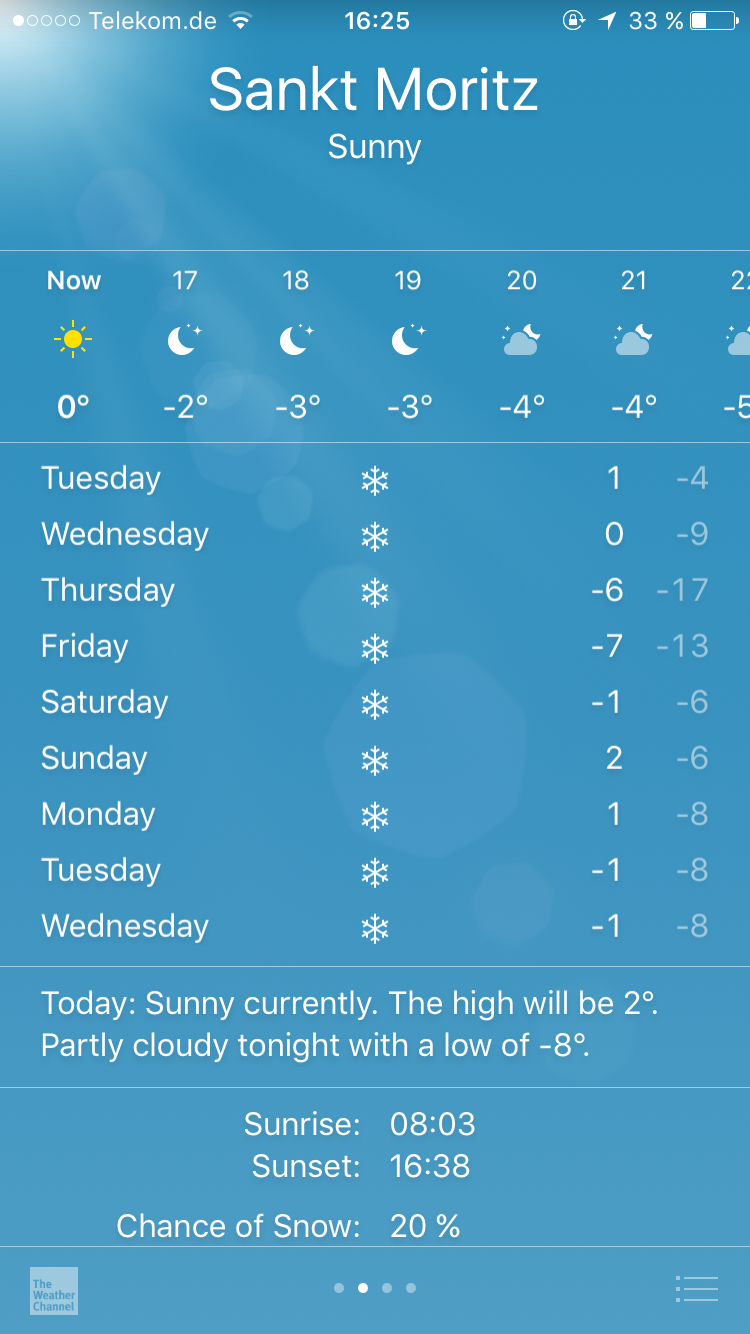 Telekom.de 16:25 33 %
Sankt Moritz
Sunny
Now 17 18 19 20 21
0° -2° -3° -3° -4° -4° -5
Tuesday 1 -4
Wednesday 0 -9
Thursday -6 -17
Friday -7 -13
Saturday -1 -6
Sunday 2 -6
Monday 1 -8
Tuesday -1 -8
Wednesday -1 -8
Today: Sunny currently. The high will be 2°.
Partly cloudy tonight with a low of -8°.
Sunrise: 08:03
Sunset: 16:38
Chance of Snow: 20 %
The
Weather
Channel